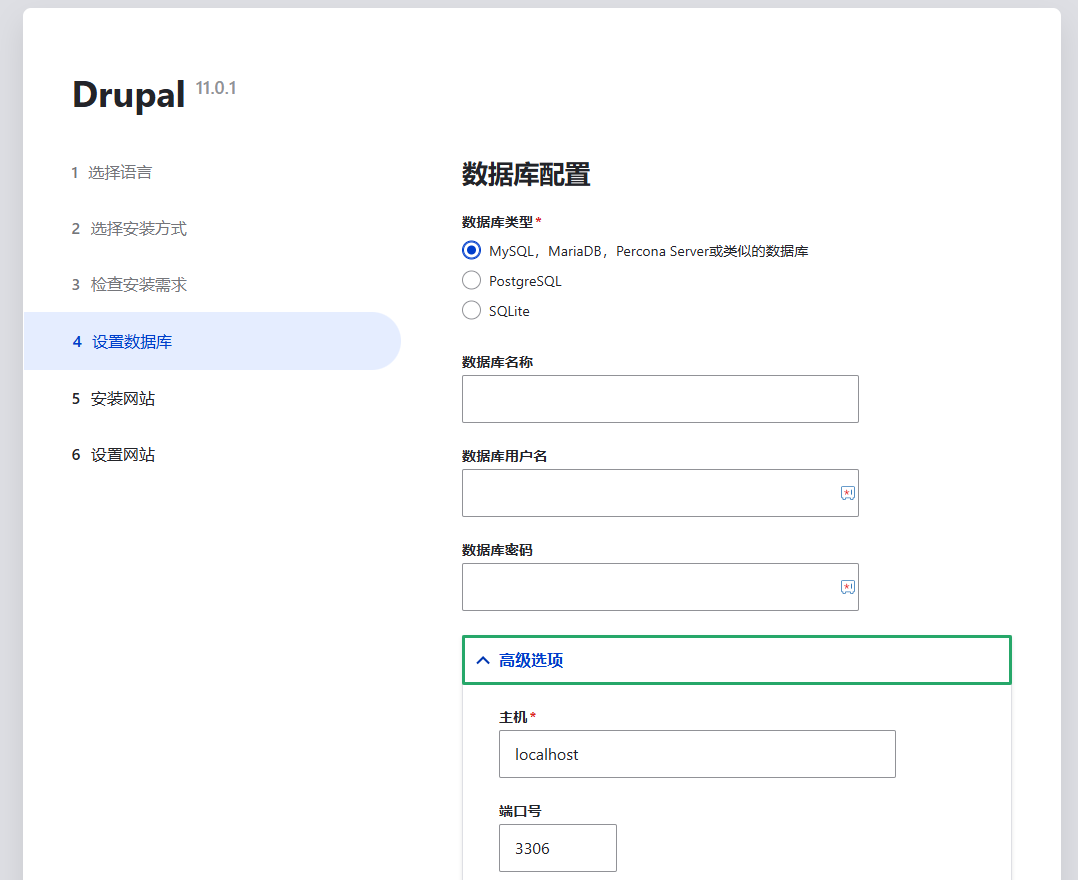 Drupal 11.0.1
1 选择语言
2 选择安装方式
3 检查安装需求
4 设置数据库
5 安装网站
6 设置网站
数据库配置
数据库类型*
MySQL，MariaDB，Percona Server或类似的数据库
PostgreSQL
SQLite
数据库名称
数据库用户名
数据库密码
高级选项
主机*
localhost
端口号
3306